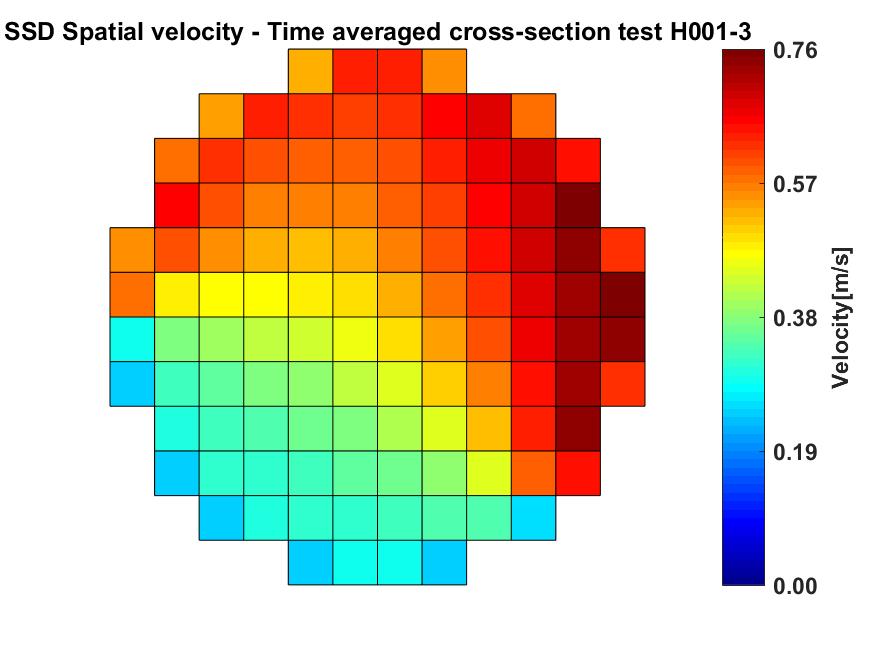 SSD Spatial velocity - Time averaged cross-section test H001-3
0.76
0.57
0.38
0.19
0.00
Velocity[m/s]